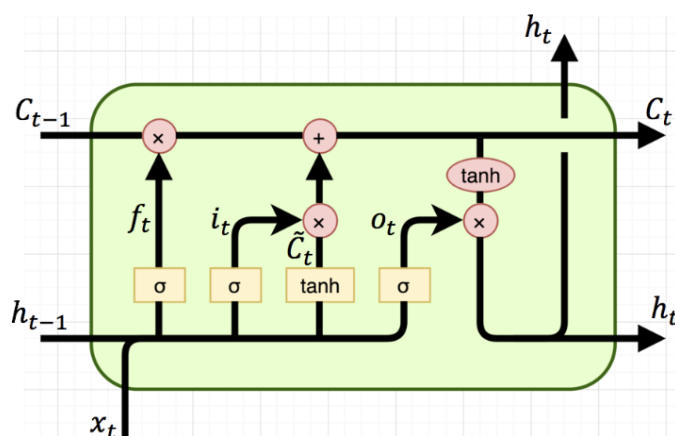 h_t
C_{t-1}
C_t
×
+
tanh
f_t
i_t
×
o_t
×
C̃_t
σ
σ
tanh
σ
h_{t-1}
h_t
x_t